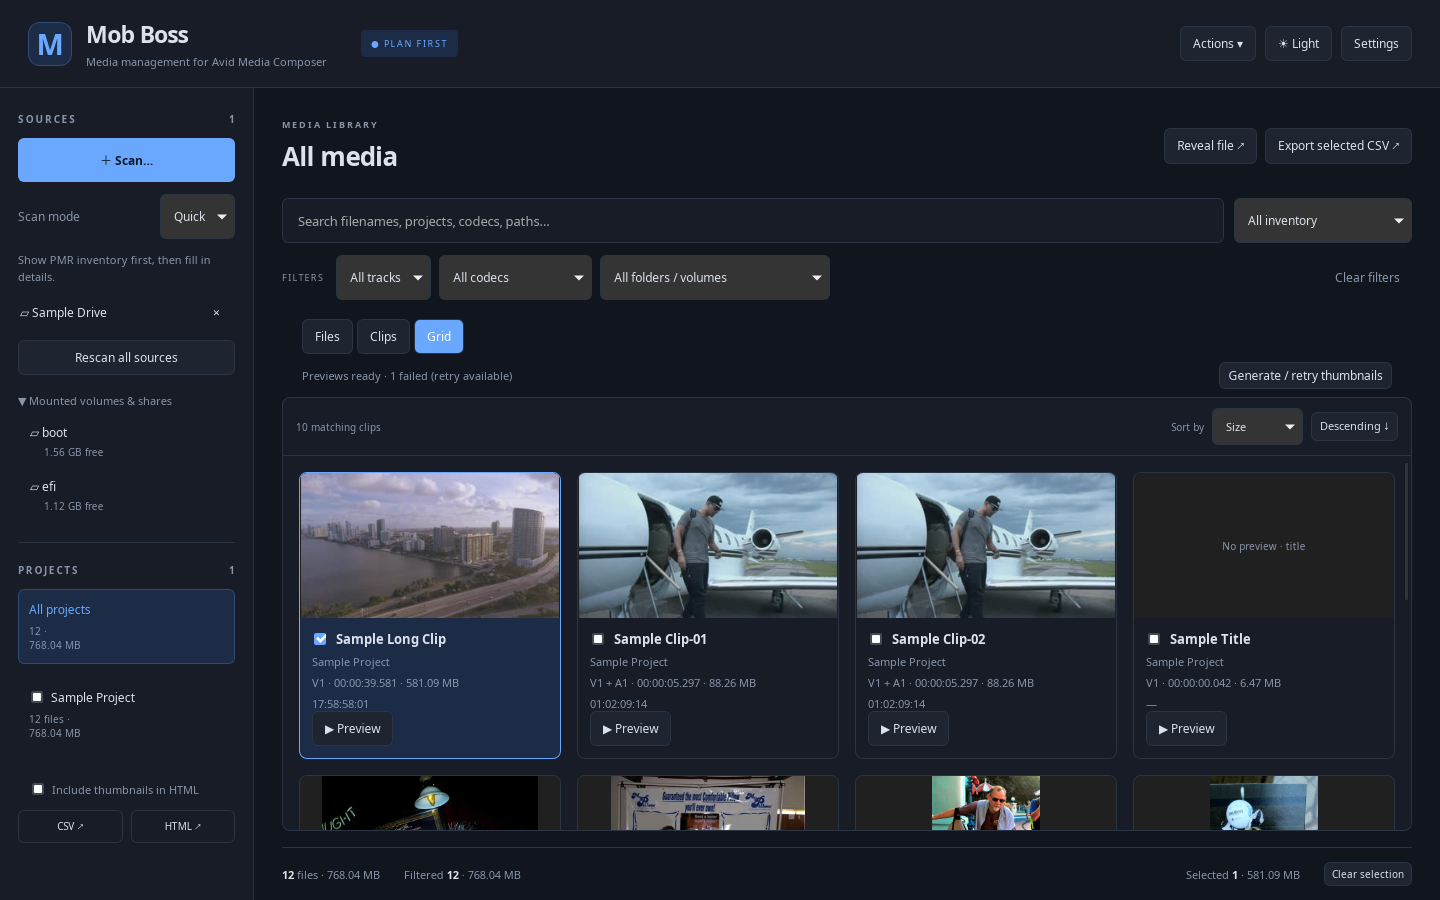 M
Mob Boss
Media management for Avid Media Composer
● PLAN FIRST
Actions ▾
☀ Light
Settings
SOURCES 1
+ Scan...
Scan mode
Quick
Show PMR inventory first, then fill in
details.
▱ Sample Drive ×
Rescan all sources
▼ Mounted volumes & shares
▱ boot
1.56 GB free
▱ efi
1.12 GB free
PROJECTS 1
All projects
12 ·
768.04 MB
Sample Project
12 files ·
768.04 MB
Include thumbnails in HTML
CSV ↗
HTML ↗
MEDIA LIBRARY
All media
Reveal file ↗
Export selected CSV ↗
Search filenames, projects, codecs, paths...
All inventory
FILTERS
All tracks
All codecs
All folders / volumes
Clear filters
Files
Clips
Grid
Previews ready · 1 failed (retry available)
Generate / retry thumbnails
10 matching clips
Sort by
Size
Descending ↓
Sample Long Clip
Sample Project
V1 · 00:00:39.581 · 581.09 MB
17:58:58:01
▶ Preview
Sample Clip-01
Sample Project
V1 + A1 · 00:00:05.297 · 88.26 MB
01:02:09:14
▶ Preview
Sample Clip-02
Sample Project
V1 + A1 · 00:00:05.297 · 88.26 MB
01:02:09:14
▶ Preview
No preview · title
Sample Title
Sample Project
V1 · 00:00:00.042 · 6.47 MB
—
▶ Preview
Guaranteed the most Comfortable
you'll ever own!
12 files · 768.04 MB
Filtered 12 · 768.04 MB
Selected 1 · 581.09 MB
Clear selection